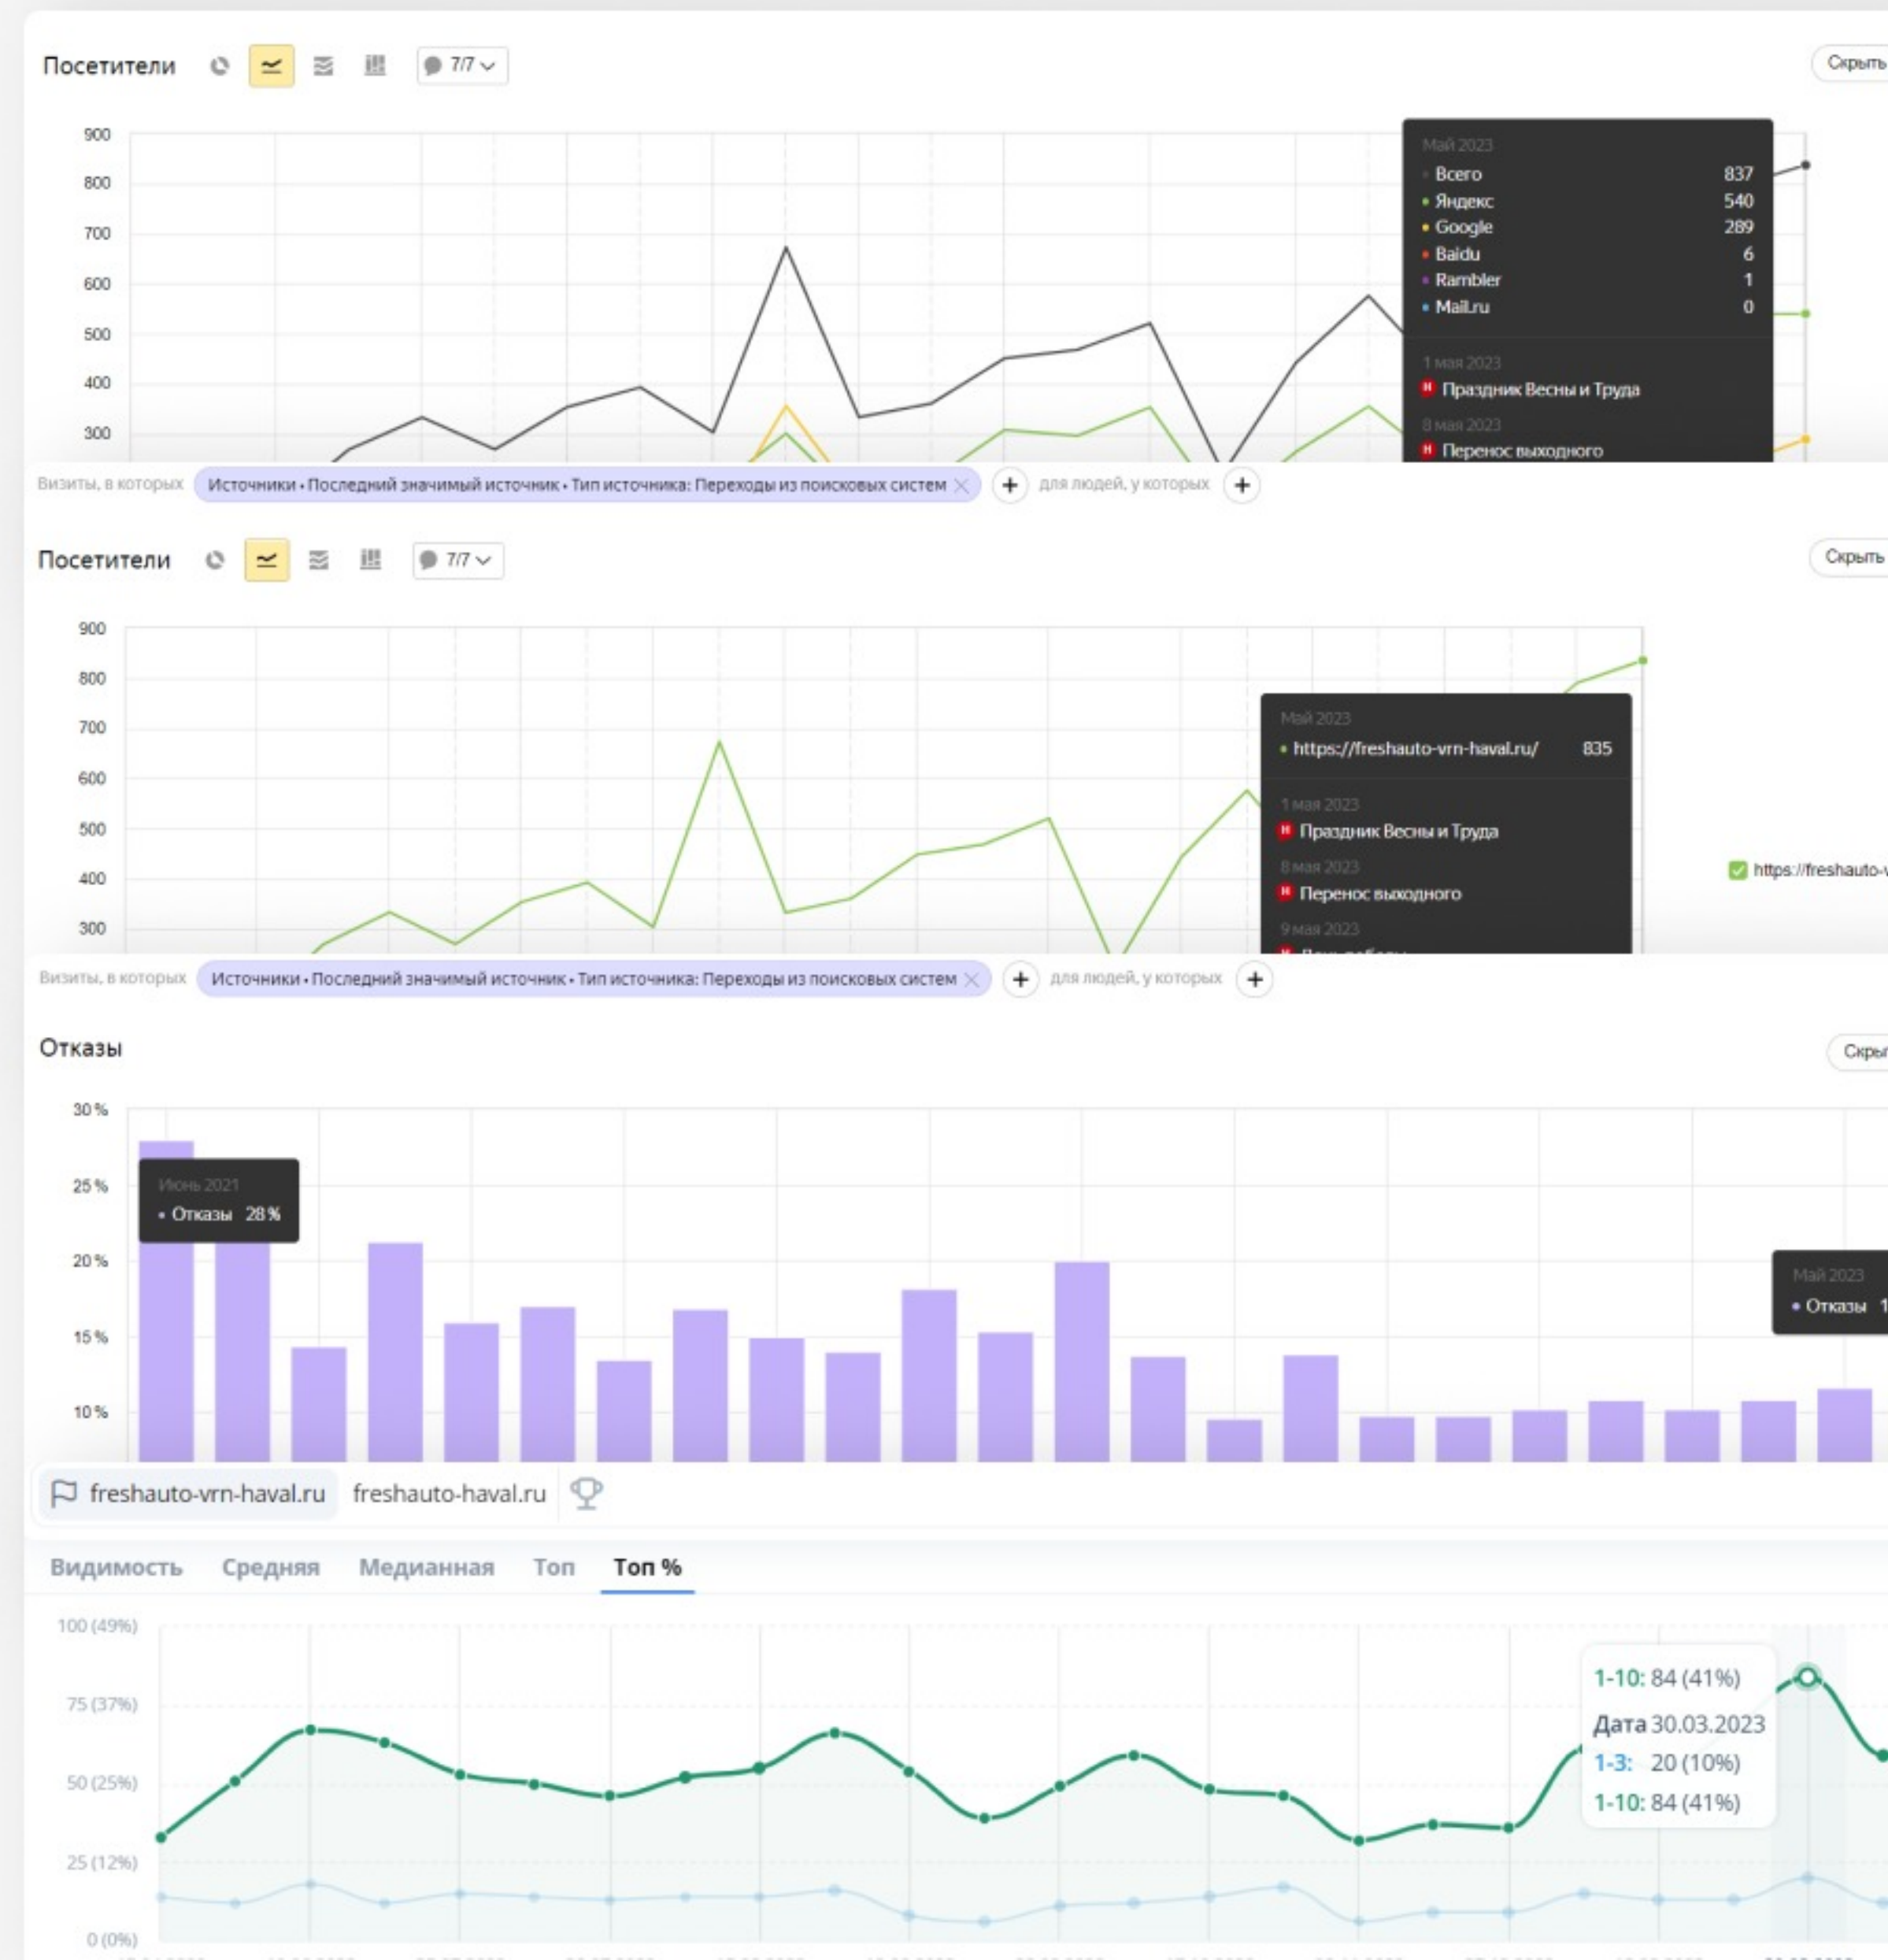 Посетители 7/7 Скрыть
900
800
700
600
500
400
300
Май 2023
Всего 837
Яндекс 540
Google 289
Baidu 6
Rambler 1
Mail.ru 0
1 мая 2023
Н Праздник Весны и Труда
8 мая 2023
Н Перенос выходного
Визиты, в которых Источники • Последний значимый источник • Тип источника: Переходы из поисковых систем + для людей, у которых +
Посетители 7/7 Скрыть
900
800
700
600
500
400
300
Май 2023
https://freshauto-vrn-haval.ru/ 835
1 мая 2023
Н Праздник Весны и Труда
8 мая 2023
Н Перенос выходного
9 мая 2023
https://freshauto-v
Визиты, в которых Источники • Последний значимый источник • Тип источника: Переходы из поисковых систем + для людей, у которых +
Отказы
30 %
25 %
20 %
15 %
10 %
Июнь 2021
Отказы 28 %
Май 2023
Отказы 1
freshauto-vrn-haval.ru freshauto-haval.ru
Видимость Средняя Медианная Топ Топ %
100 (49%)
75 (37%)
50 (25%)
25 (12%)
0 (0%)
1-10: 84 (41%)
Дата 30.03.2023
1-3: 20 (10%)
1-10: 84 (41%)